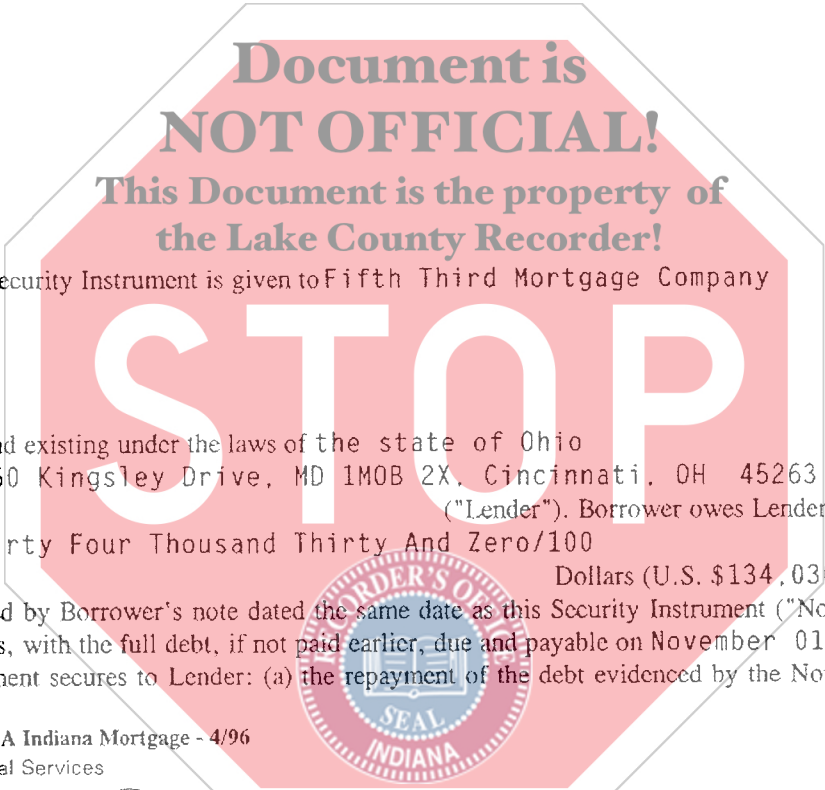 Document is
NOT OFFICIAL!
This Document is the property of
the Lake County Recorder!
ecurity Instrument is given to Fifth Third Mortgage Company
STOP
d existing under the laws of the state of Ohio
0 Kingsley Drive, MD 1MOB 2X, Cincinnati, OH 45263
("Lender"). Borrower owes Lender
rty Four Thousand Thirty And Zero/100
Dollars (U.S. $134,03
d by Borrower's note dated the same date as this Security Instrument ("No
s, with the full debt, if not paid earlier, due and payable on November 01
nent secures to Lender: (a) the repayment of the debt evidenced by the No
RECORDER'S OFFICE
SEAL
INDIANA
A Indiana Mortgage - 4/96
al Services